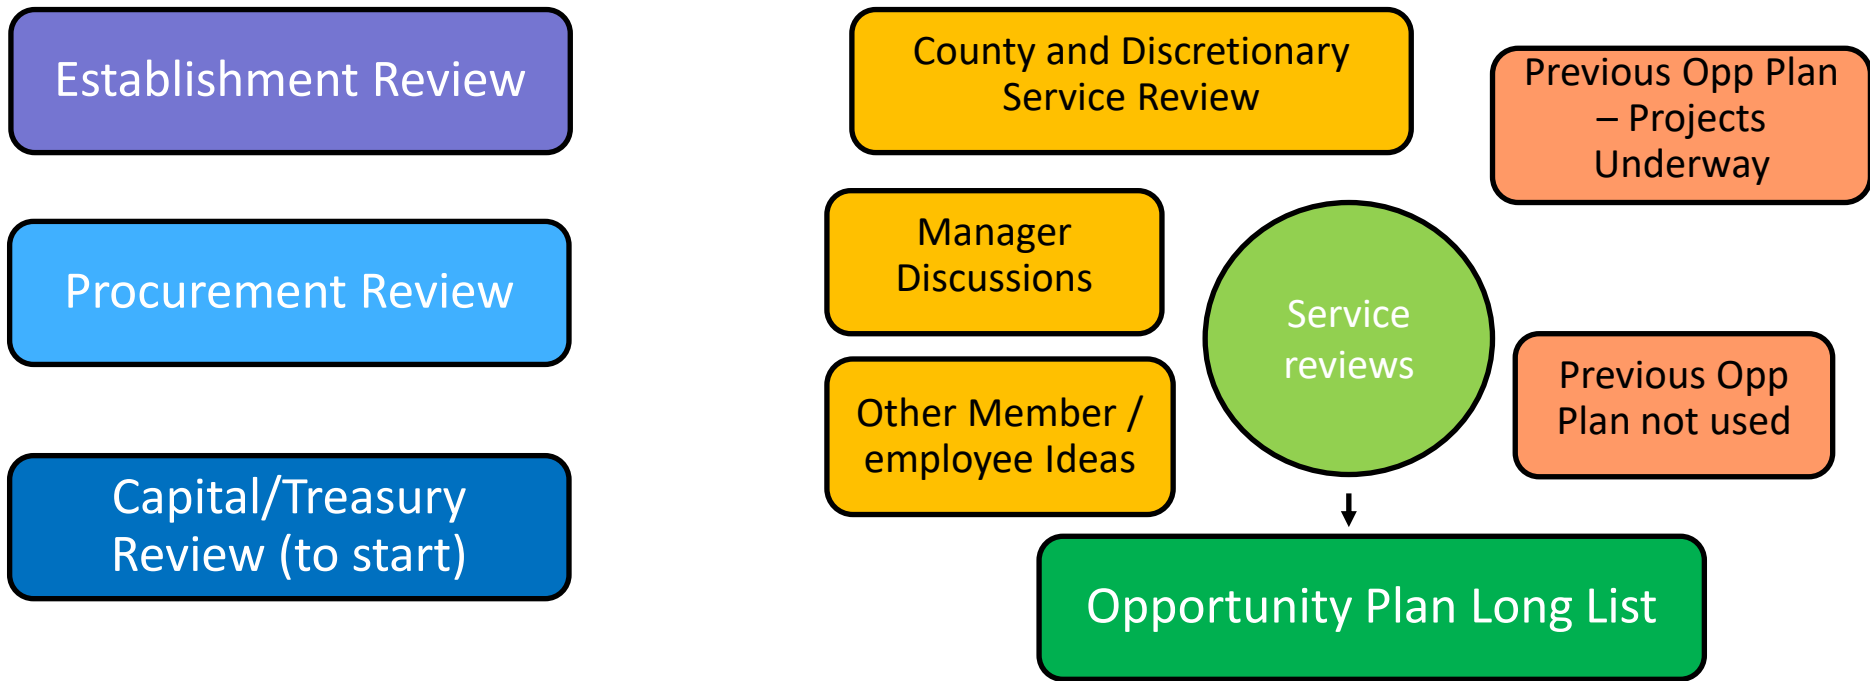 Establishment Review
Procurement Review
Capital/Treasury
Review (to start)
County and Discretionary
Service Review
Manager
Discussions
Other Member /
employee Ideas
Service
reviews
Previous Opp Plan
– Projects
Underway
Previous Opp
Plan not used
Opportunity Plan Long List